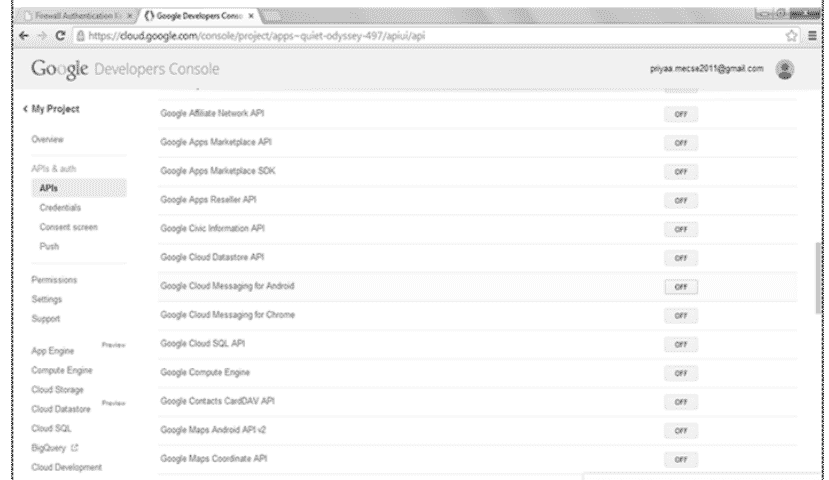 Firewall Authentication
Google Developers Conso
https://cloud.google.com/console/project/apps~quiet-odyssey-497/apiui/api
Google Developers Console
priyaa.mecse2011@gmail.com
< My Project
Overview
APIs & auth
APIs
Credentials
Consent screen
Push
Permissions
Settings
Support
App Engine Preview
Compute Engine
Cloud Storage
Cloud Datastore Preview
Cloud SQL
BigQuery
Cloud Development
Google Affiliate Network API OFF
Google Apps Marketplace API OFF
Google Apps Marketplace SDK OFF
Google Apps Reseller API OFF
Google Civic Information API OFF
Google Cloud Datastore API OFF
Google Cloud Messaging for Android OFF
Google Cloud Messaging for Chrome OFF
Google Cloud SQL API OFF
Google Compute Engine OFF
Google Contacts CardDAV API OFF
Google Maps Android API v2 OFF
Google Maps Coordinate API OFF